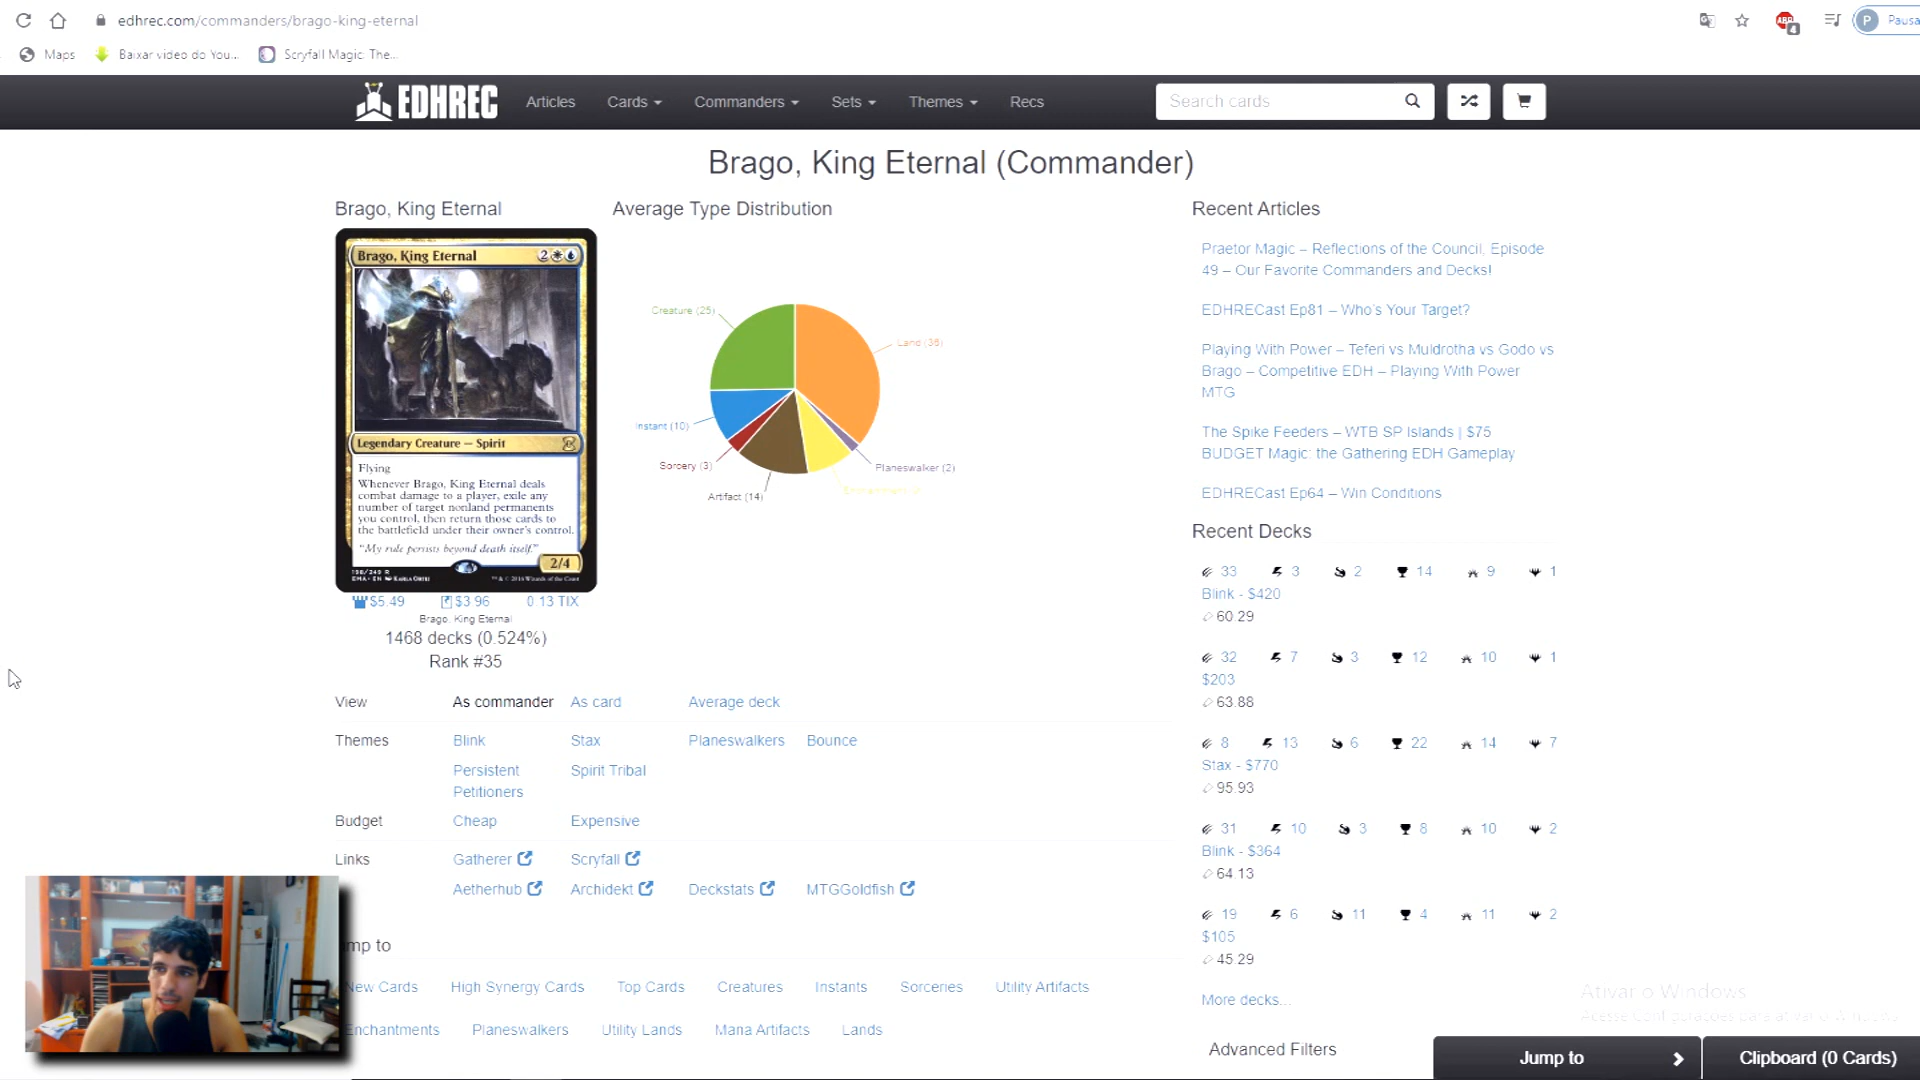 edhrec.com/commanders/brago-king-eternal
Pausa
Maps
Baixar video do You...
Scryfall Magic: The...
EDHREC
Articles
Cards
Commanders
Sets
Themes
Recs
Search cards
Brago, King Eternal (Commander)
Brago, King Eternal
Brago, King Eternal
2
Flying
Legendary Creature — Spirit
Whenever Brago, King Eternal deals
combat damage to a player, exile any
number of target nonland permanents
you control, then return those cards to
the battlefield under their owner's control.
"My rule persists beyond death itself."
2/4
198/249 R
$5.49
$3.96
0.13 TIX
Brago, King Eternal
1468 decks (0.524%)
Rank #35
Average Type Distribution
Creature (25)
Land (36)
Instant (10)
Sorcery (3)
Artifact (14)
Planeswalker (2)
View
As commander
As card
Average deck
Themes
Blink
Stax
Planeswalkers
Bounce
Persistent
Petitioners
Spirit Tribal
Budget
Cheap
Expensive
Links
Gatherer
Scryfall
Aetherhub
Archidekt
Deckstats
MTGGoldfish
mp to
New Cards
High Synergy Cards
Top Cards
Creatures
Instants
Sorceries
Utility Artifacts
Enchantments
Planeswalkers
Utility Lands
Mana Artifacts
Lands
Recent Articles
Praetor Magic – Reflections of the Council, Episode
49 – Our Favorite Commanders and Decks!
EDHRECast Ep81 – Who's Your Target?
Playing With Power – Teferi vs Muldrotha vs Godo vs
Brago – Competitive EDH – Playing With Power
MTG
The Spike Feeders – WTB SP Islands | $75
BUDGET Magic: the Gathering EDH Gameplay
EDHRECast Ep64 – Win Conditions
Recent Decks
33 3 2 14 9 1
Blink - $420
60.29
32 7 3 12 10 1
$203
63.88
8 13 6 22 14 7
Stax - $770
95.93
31 10 3 8 10 2
Blink - $364
64.13
19 6 11 4 11 2
$105
45.29
More decks...
Advanced Filters
Ativar o Windows
Jump to
Clipboard (0 Cards)